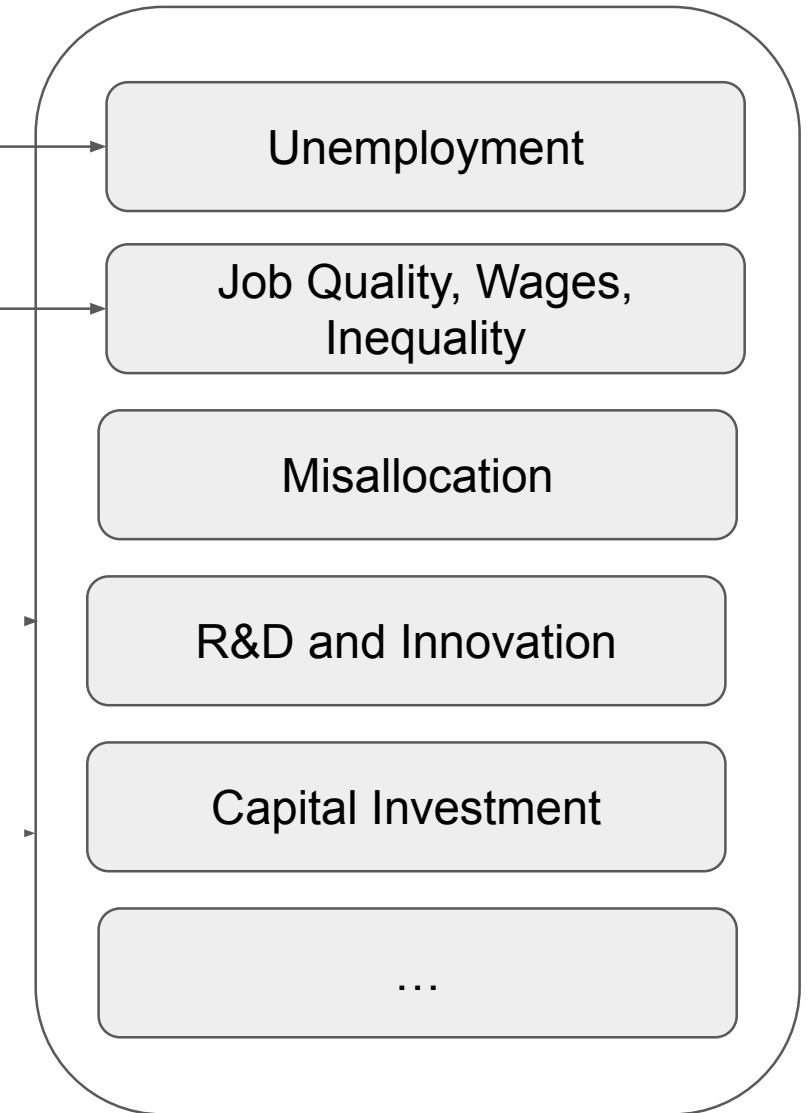 Unemployment
Job Quality, Wages,
Inequality
Misallocation
R&D and Innovation
Capital Investment
…